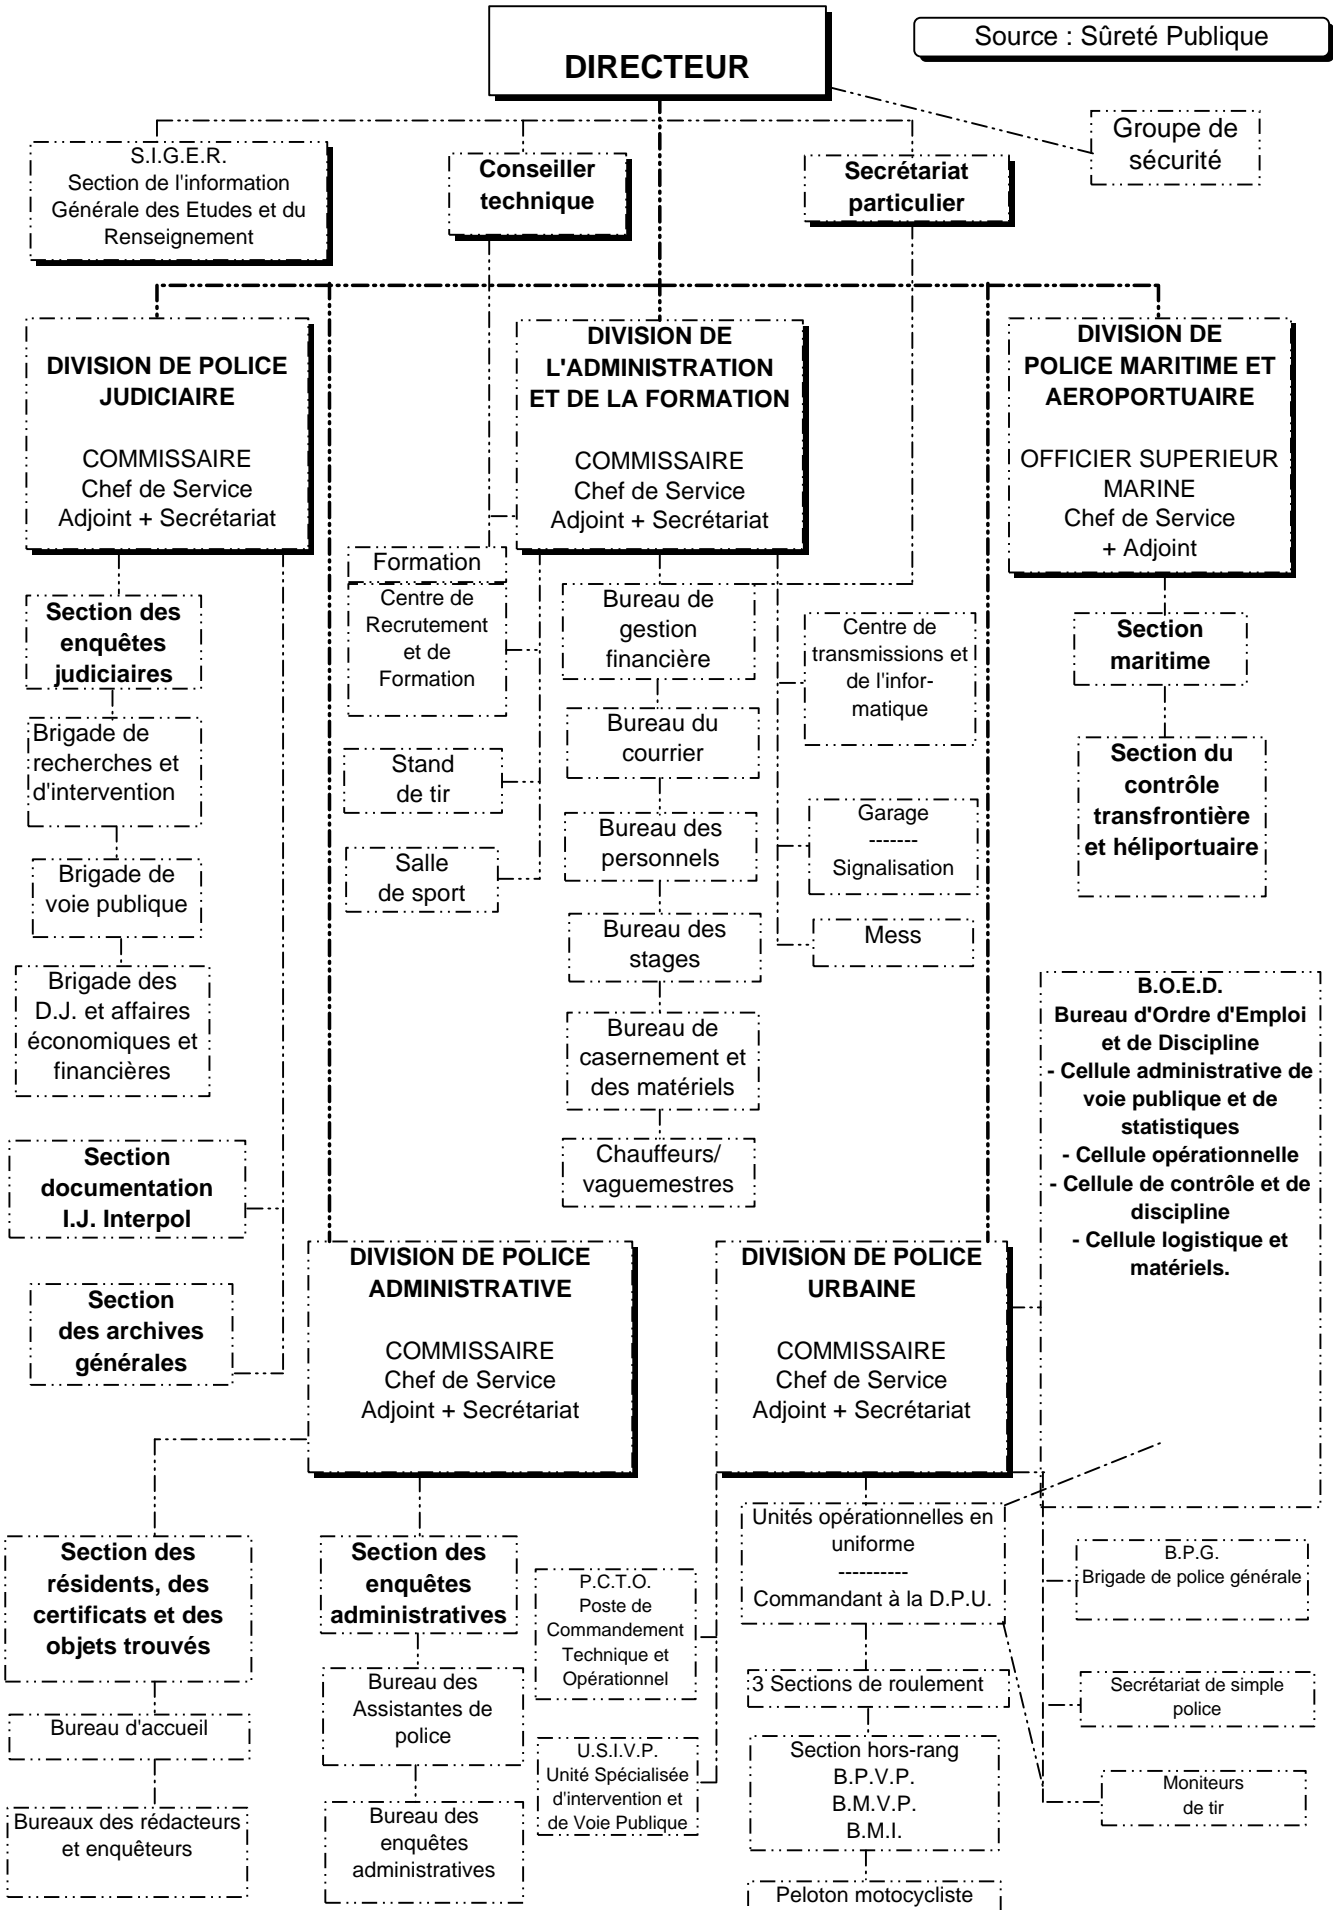 DIRECTEUR
Source : Sûreté Publique
Groupe de
sécurité
S.I.G.E.R.
Section de l'information
Générale des Etudes et du
Renseignement
Conseiller
technique
Secrétariat
particulier
DIVISION DE POLICE
JUDICIAIRE
COMMISSAIRE
Chef de Service
Adjoint + Secrétariat
DIVISION DE
L'ADMINISTRATION
ET DE LA FORMATION
COMMISSAIRE
Chef de Service
Adjoint + Secrétariat
DIVISION DE
POLICE MARITIME ET
AEROPORTUAIRE
OFFICIER SUPERIEUR
MARINE
Chef de Service
+ Adjoint
Section des
enquêtes
judiciaires
Brigade de
recherches et
d'intervention
Brigade de
voie publique
Brigade des
D.J. et affaires
économiques et
financières
Section
documentation
I.J. Interpol
Section
des archives
générales
Formation
Centre de
Recrutement
et de
Formation
Stand
de tir
Salle
de sport
Bureau de
gestion
financière
Bureau du
courrier
Bureau des
personnels
Bureau des
stages
Bureau de
casernement et
des matériels
Chauffeurs/
vaguemestres
Centre de
transmissions et
de l'infor-
matique
Garage
-------
Signalisation
Mess
Section
maritime
Section du
contrôle
transfrontière
et héliportuaire
B.O.E.D.
Bureau d'Ordre d'Emploi
et de Discipline
- Cellule administrative de
voie publique et de
statistiques
- Cellule opérationnelle
- Cellule de contrôle et de
discipline
- Cellule logistique et
matériels.
DIVISION DE POLICE
ADMINISTRATIVE
COMMISSAIRE
Chef de Service
Adjoint + Secrétariat
DIVISION DE POLICE
URBAINE
COMMISSAIRE
Chef de Service
Adjoint + Secrétariat
Section des
résidents, des
certificats et des
objets trouvés
Bureau d'accueil
Bureaux des rédacteurs
et enquêteurs
Section des
enquêtes
administratives
Bureau des
Assistantes de
police
Bureau des
enquêtes
administratives
P.C.T.O.
Poste de
Commandement
Technique et
Opérationnel
U.S.I.V.P.
Unité Spécialisée
d'intervention et
de Voie Publique
Unités opérationnelles en
uniforme
----------
Commandant à la D.P.U.
3 Sections de roulement
Section hors-rang
B.P.V.P.
B.M.V.P.
B.M.I.
Peloton motocycliste
B.P.G.
Brigade de police générale
Secrétariat de simple
police
Moniteurs
de tir